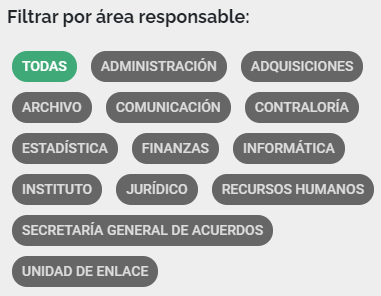 Filtrar por área responsable:
TODAS ADMINISTRACIÓN ADQUISICIONES
ARCHIVO COMUNICACIÓN CONTRALORÍA
ESTADÍSTICA FINANZAS INFORMÁTICA
INSTITUTO JURÍDICO RECURSOS HUMANOS
SECRETARÍA GENERAL DE ACUERDOS
UNIDAD DE ENLACE